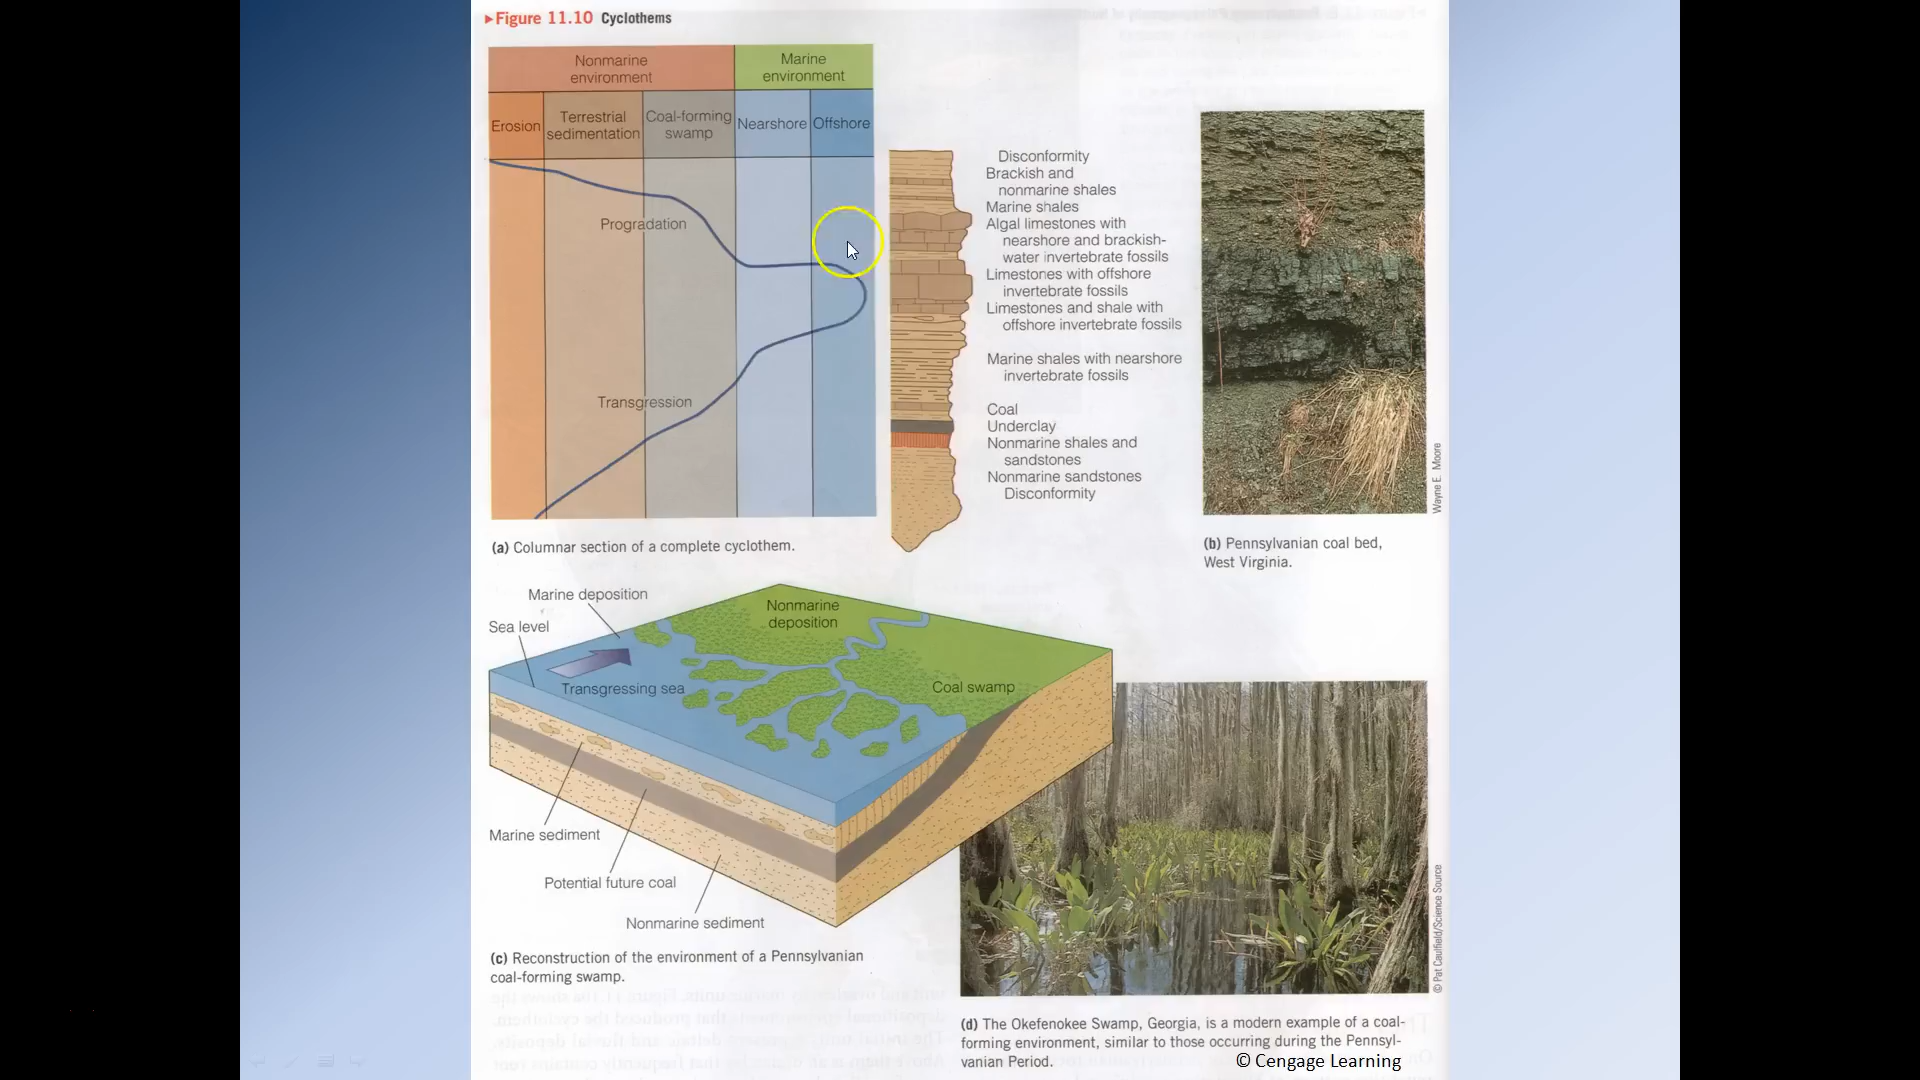 ▶Figure 11.10 Cyclothems
Nonmarine
environment
Marine
environment
Erosion
Terrestrial
sedimentation
Coal-forming
swamp
Nearshore
Offshore
Progradation
Transgression
Disconformity
Brackish and
nonmarine shales
Marine shales
Algal limestones with
nearshore and brackish-
water invertebrate fossils
Limestones with offshore
invertebrate fossils
Limestones and shale with
offshore invertebrate fossils
Marine shales with nearshore
invertebrate fossils
Coal
Underclay
Nonmarine shales and
sandstones
Nonmarine sandstones
Disconformity
(a) Columnar section of a complete cyclothem.
Wayne E. Moore
(b) Pennsylvanian coal bed,
West Virginia.
Marine deposition
Sea level
Nonmarine
deposition
Transgressing sea
Coal swamp
Marine sediment
Potential future coal
Nonmarine sediment
(c) Reconstruction of the environment of a Pennsylvanian
coal-forming swamp.
© Pat Caulfield/Science Source
(d) The Okefenokee Swamp, Georgia, is a modern example of a coal-
forming environment, similar to those occurring during the Pennsyl-
vanian Period.
© Cengage Learning